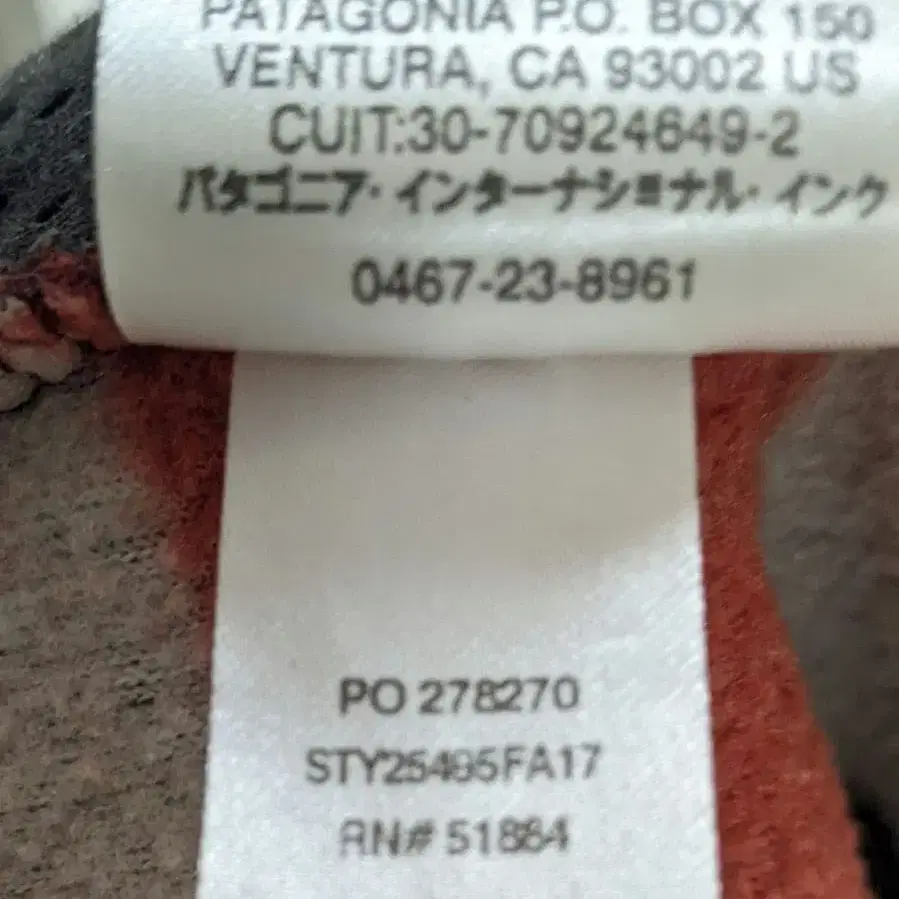 PATAGONIA P.O. BOX 150
VENTURA, CA 93002 US
CUIT:30-70924649-2
パタゴニア・インターナショナル・インク
0467-23-8961
PO 278270
STY25495FA17
RN# 51884